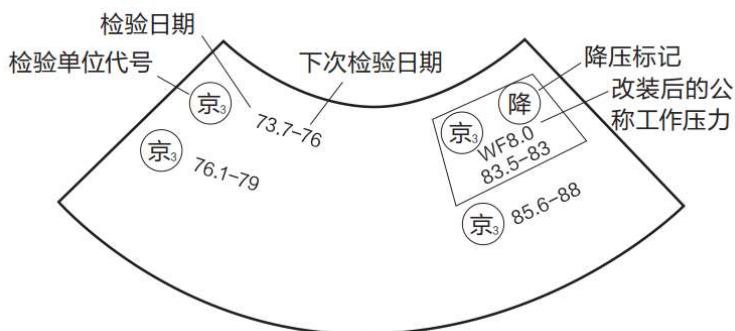 检验日期
检验单位代号
下次检验日期
降压标记
改装后的公
称工作压力
京3
73.7-76
京3
76.1-79
降
京3
WF8.0
83.5-83
京3
85.6-88